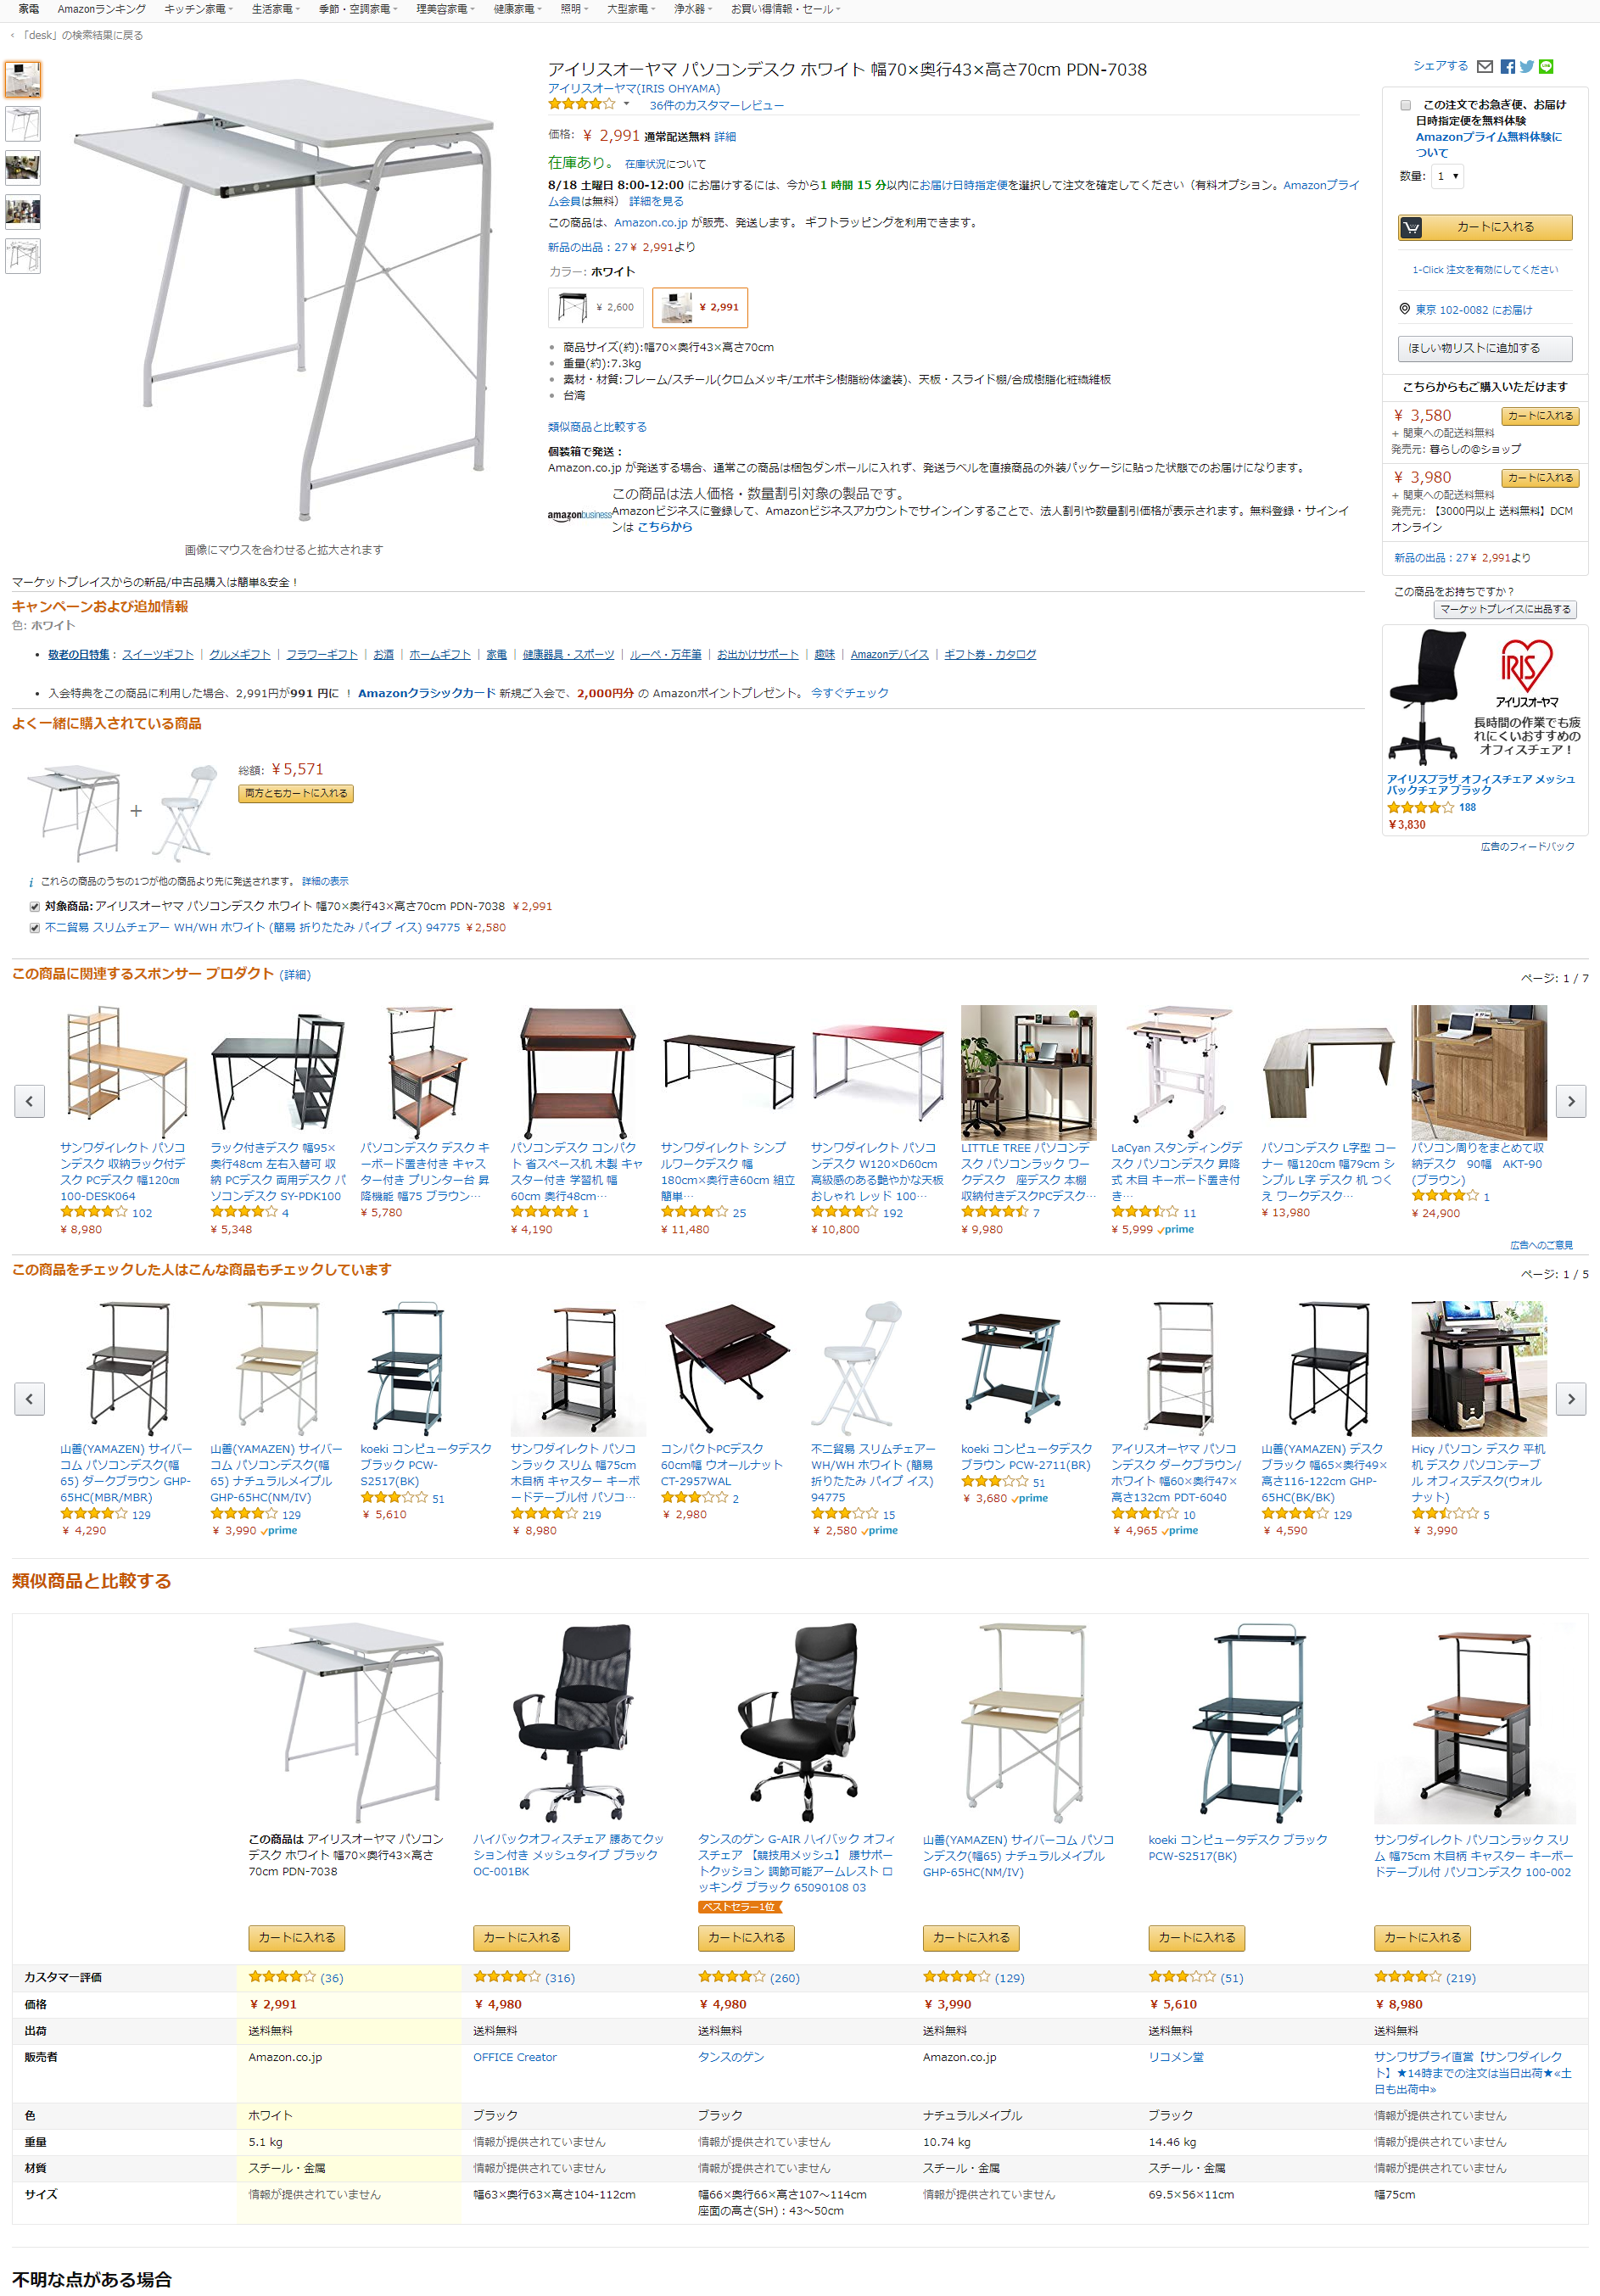 家電 Amazonランキング キッチン家電 生活家電 季節・空調家電 理美容家電 健康家電 照明 大型家電 浄水器 お買い得情報・セール
‹ 「desk」の検索結果に戻る
アイリスオーヤマ パソコンデスク ホワイト 幅70×奥行43×高さ70cm PDN-7038
アイリスオーヤマ(IRIS OHYAMA)
36件のカスタマーレビュー
価格: ￥ 2,991 通常配送無料 詳細
在庫あり。 在庫状況について
8/18 土曜日 8:00-12:00 にお届けするには、今から1 時間 15 分以内にお届け日時指定便を選択して注文を確定してください（有料オプション。Amazonプライ
ム会員は無料） 詳細を見る
この商品は、Amazon.co.jp が販売、発送します。 ギフトラッピングを利用できます。
新品の出品：27￥ 2,991より
カラー: ホワイト
￥ 2,600
￥ 2,991
商品サイズ(約):幅70×奥行43×高さ70cm
重量(約):7.3kg
素材・材質:フレーム/スチール(クロムメッキ/エポキシ樹脂紛体塗装)、天板・スライド棚/合成樹脂化粧繊維板
台湾
類似商品と比較する
個装箱で発送：
Amazon.co.jp が発送する場合、通常この商品は梱包ダンボールに入れず、発送ラベルを直接商品の外装パッケージに貼った状態でのお届けになります。
amazonbusiness
この商品は法人価格・数量割引対象の製品です。
Amazonビジネスに登録して、Amazonビジネスアカウントでサインインすることで、法人割引や数量割引価格が表示されます。無料登録・サインイ
ンは こちらから
画像にマウスを合わせると拡大されます
シェアする
この注文でお急ぎ便、お届け
日時指定便を無料体験
Amazonプライム無料体験に
ついて
数量: 1
カートに入れる
1-Click 注文を有効にしてください
東京 102-0082 にお届け
ほしい物リストに追加する
こちらからもご購入いただけます
￥ 3,580 カートに入れる
+ 関東への配送料無料
発売元: 暮らしの@ショップ
￥ 3,980 カートに入れる
+ 関東への配送料無料
発売元: 【3000円以上 送料無料】DCM
オンライン
新品の出品：27￥ 2,991より
この商品をお持ちですか？
マーケットプレイスに出品する
IRIS
アイリスオーヤマ
長時間の作業でも疲
れにくいおすすめの
オフィスチェア！
アイリスプラザ オフィスチェア メッシュ
バックチェア ブラック
188
￥3,830
広告のフィードバック
マーケットプレイスからの新品/中古品購入は簡単&安全！
キャンペーンおよび追加情報
色: ホワイト
敬老の日特集： スイーツギフト | グルメギフト | フラワーギフト | お酒 | ホームギフト | 家電 | 健康器具・スポーツ | ルーペ・万年筆 | お出かけサポート | 趣味 | Amazonデバイス | ギフト券・カタログ
入会特典をこの商品に利用した場合、2,991円が991 円に ！ Amazonクラシックカード 新規ご入会で、2,000円分 の Amazonポイントプレゼント。 今すぐチェック
よく一緒に購入されている商品
+
総額: ￥5,571
両方ともカートに入れる
i これらの商品のうちの1つが他の商品より先に発送されます。 詳細の表示
対象商品: アイリスオーヤマ パソコンデスク ホワイト 幅70×奥行43×高さ70cm PDN-7038 ￥2,991
不二貿易 スリムチェアー WH/WH ホワイト (簡易 折りたたみ パイプ イス) 94775 ￥2,580
この商品に関連するスポンサー プロダクト (詳細)
ページ: 1 / 7
サンワダイレクト パソコ
ンデスク 収納ラック付デ
スク PCデスク 幅120㎝
100-DESK064
102
￥ 8,980
ラック付きデスク 幅95×
奥行48cm 左右入替可 収
納 PCデスク 両用デスク パ
ソコンデスク SY-PDK100
4
￥ 5,348
パソコンデスク デスク キ
ーボード置き付き キャス
ター付き プリンター台 昇
降機能 幅75 ブラウン…
￥ 5,780
パソコンデスク コンパク
ト 省スペース机 木製 キャ
スター付き 学習机 幅
60cm 奥行48cm…
1
￥ 4,190
サンワダイレクト シンプ
ルワークデスク 幅
180cm×奥行き60cm 組立
簡単…
25
￥ 11,480
サンワダイレクト パソコ
ンデスク W120×D60cm
高級感のある艶やかな天板
おしゃれ レッド 100…
192
￥ 10,800
LITTLE TREE パソコンデ
スク パソコンラック ワー
クデスク 座デスク 本棚
収納付きデスクPCデスク…
7
￥ 9,980
LaCyan スタンディングデ
スク パソコンデスク 昇降
式 木目 キーボード置き付
き…
11
￥ 5,999 prime
パソコンデスク L字型 コー
ナー 幅120cm 幅79cm シ
ンプル L字 デスク 机 つく
え ワークデスク…
￥ 13,980
パソコン周りをまとめて収
納デスク 90幅 AKT-90
(ブラウン)
1
￥ 24,900
広告へのご意見
この商品をチェックした人はこんな商品もチェックしています
ページ: 1 / 5
山善(YAMAZEN) サイバー
コム パソコンデスク(幅
65) ダークブラウン GHP-
65HC(MBR/MBR)
129
￥ 4,290
山善(YAMAZEN) サイバー
コム パソコンデスク(幅
65) ナチュラルメイプル
GHP-65HC(NM/IV)
129
￥ 3,990 prime
koeki コンピュータデスク
ブラック PCW-
S2517(BK)
51
￥ 5,610
サンワダイレクト パソコ
ンラック スリム 幅75cm
木目柄 キャスター キーボ
ードテーブル付 パソコ…
219
￥ 8,980
コンパクトPCデスク
60cm幅 ウオールナット
CT-2957WAL
2
￥ 2,980
不二貿易 スリムチェアー
WH/WH ホワイト (簡易
折りたたみ パイプ イス)
94775
15
￥ 2,580 prime
koeki コンピュータデスク
ブラウン PCW-2711(BR)
51
￥ 3,680 prime
アイリスオーヤマ パソコ
ンデスク ダークブラウン/
ホワイト 幅60×奥行47×
高さ132cm PDT-6040
10
￥ 4,965 prime
山善(YAMAZEN) デスク
ブラック 幅65×奥行49×
高さ116-122cm GHP-
65HC(BK/BK)
129
￥ 4,590
Hicy パソコン デスク 平机
机 デスク パソコンテーブ
ル オフィスデスク(ウォル
ナット)
5
￥ 3,990
類似商品と比較する
この商品は アイリスオーヤマ パソコン
デスク ホワイト 幅70×奥行43×高さ
70cm PDN-7038
ハイバックオフィスチェア 腰あてクッ
ション付き メッシュタイプ ブラック
OC-001BK
タンスのゲン G-AIR ハイバック オフィ
スチェア 【競技用メッシュ】 腰サポー
トクッション 調節可能アームレスト ロ
ッキング ブラック 65090108 03
ベストセラー1位
山善(YAMAZEN) サイバーコム パソコ
ンデスク(幅65) ナチュラルメイプル
GHP-65HC(NM/IV)
koeki コンピュータデスク ブラック
PCW-S2517(BK)
サンワダイレクト パソコンラック スリ
ム 幅75cm 木目柄 キャスター キーボー
ドテーブル付 パソコンデスク 100-002
カートに入れる カートに入れる カートに入れる カートに入れる カートに入れる カートに入れる
カスタマー評価 (36) (316) (260) (129) (51) (219)
価格 ￥ 2,991 ￥ 4,980 ￥ 4,980 ￥ 3,990 ￥ 5,610 ￥ 8,980
出荷 送料無料 送料無料 送料無料 送料無料 送料無料 送料無料
販売者 Amazon.co.jp OFFICE Creator タンスのゲン Amazon.co.jp リコメン堂 サンワサプライ直営【サンワダイレク
ト】★14時までの注文は当日出荷★«土
日も出荷中»
色 ホワイト ブラック ブラック ナチュラルメイプル ブラック 情報が提供されていません
重量 5.1 kg 情報が提供されていません 情報が提供されていません 10.74 kg 14.46 kg 情報が提供されていません
材質 スチール・金属 情報が提供されていません 情報が提供されていません スチール・金属 スチール・金属 情報が提供されていません
サイズ 情報が提供されていません 幅63×奥行63×高さ104-112cm 幅66×奥行66×高さ107～114cm 情報が提供されていません 69.5×56×11cm 幅75cm
座面の高さ(SH)：43～50cm
不明な点がある場合